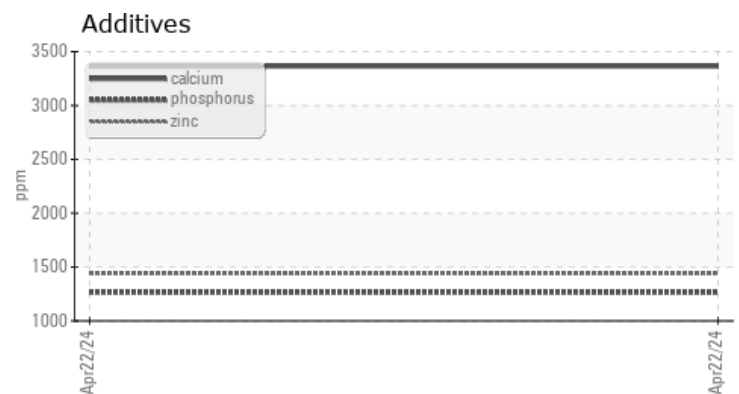 Additives
3500
3000
2500
2000
1500
1000
ppm
calcium
phosphorus
zinc
Apr22/24
Apr22/24